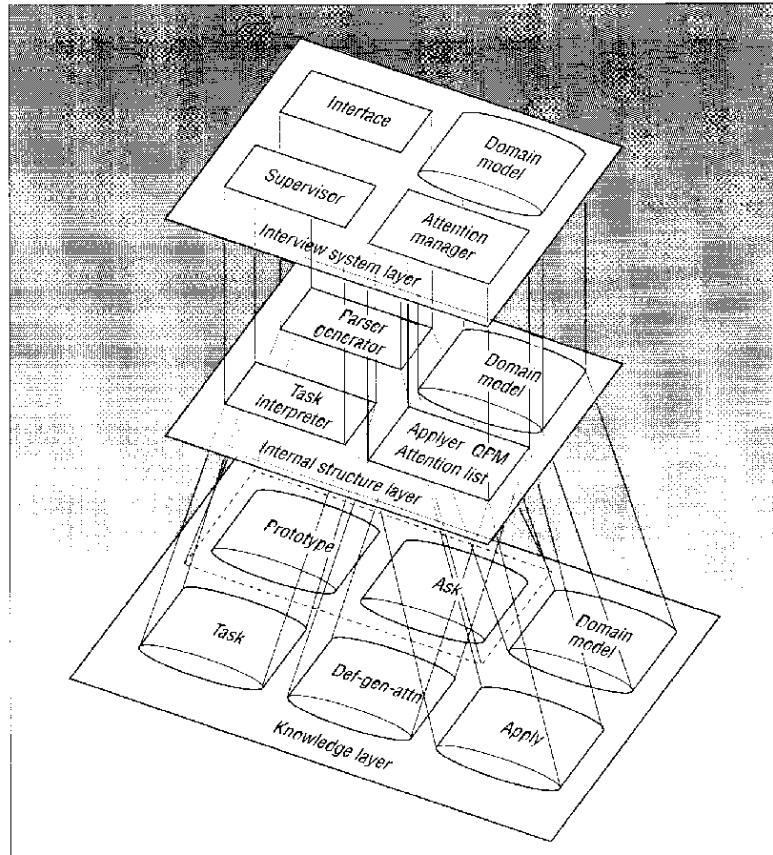 Interface
Domain
model
Supervisor
Attention
manager
Interview system layer
Parser
generator
Domain
model
Task
interpreter
Applyer QPM
Attention list
Internal structure layer
Prototype
Ask
Domain
model
Task
Def-gen-attn
Apply
Knowledge layer